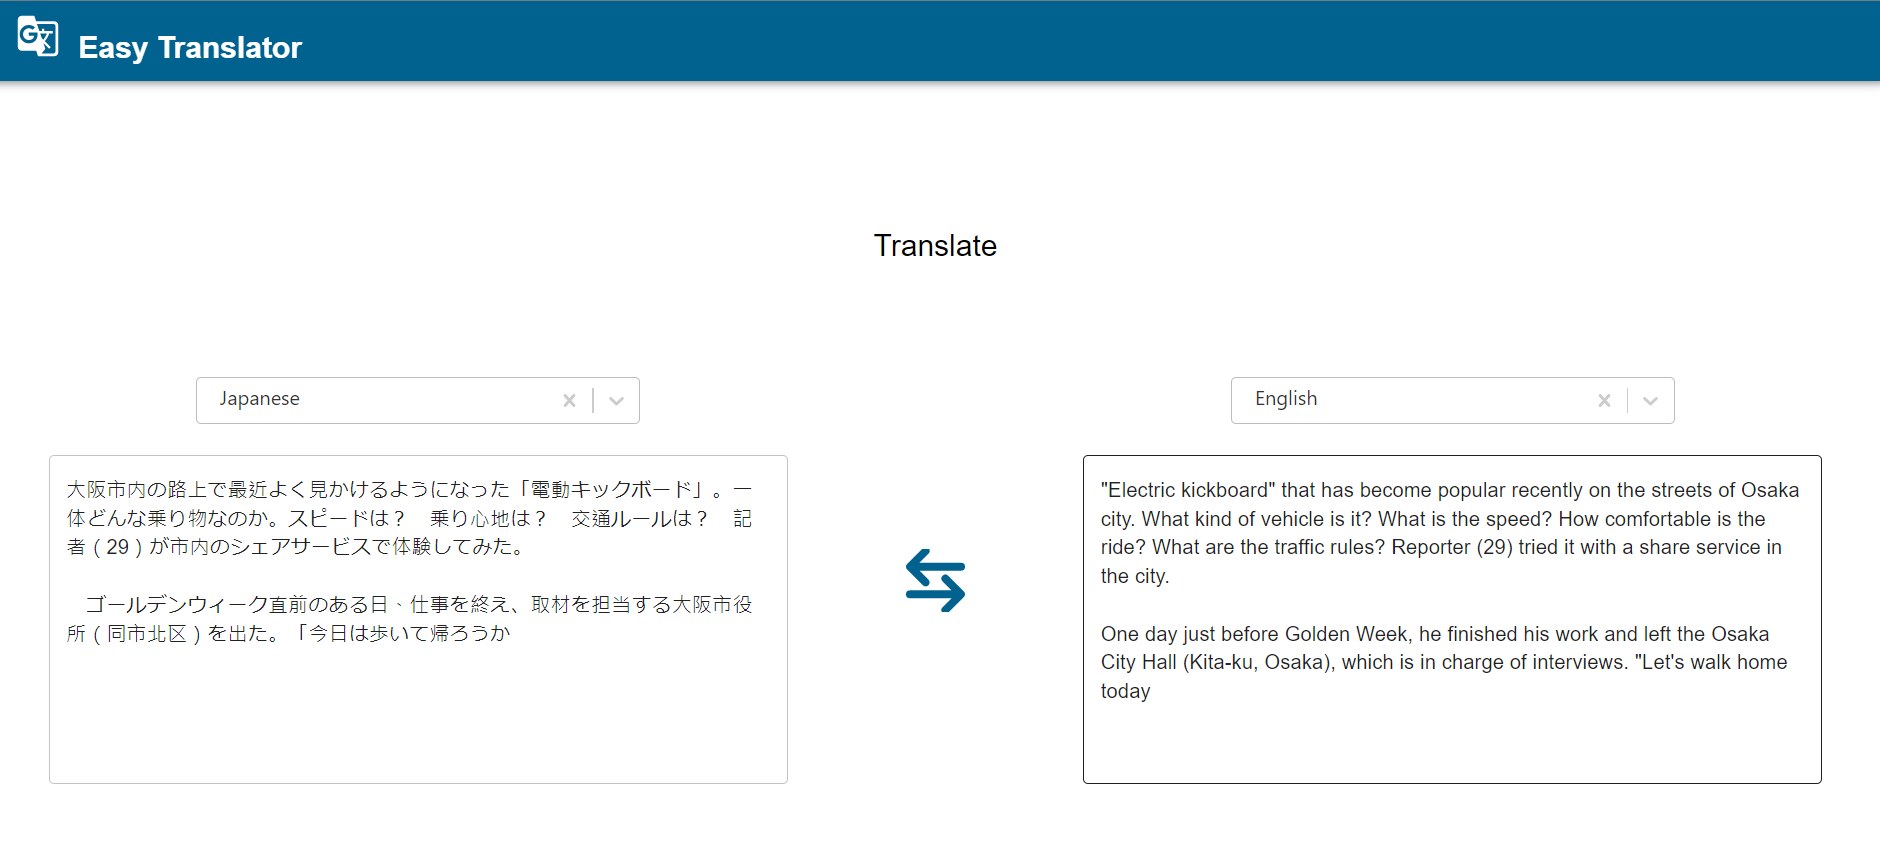 Easy Translator
Translate
Japanese
English
大阪市内の路上で最近よく見かけるようになった「電動キックボード」。一
体どんな乗り物なのか。スピードは？　乗り心地は？　交通ルールは？　記
者（29）が市内のシェアサービスで体験してみた。
　ゴールデンウィーク直前のある日、仕事を終え、取材を担当する大阪市役
所（同市北区）を出た。「今日は歩いて帰ろうか
"Electric kickboard" that has become popular recently on the streets of Osaka
city. What kind of vehicle is it? What is the speed? How comfortable is the
ride? What are the traffic rules? Reporter (29) tried it with a share service in
the city.
One day just before Golden Week, he finished his work and left the Osaka
City Hall (Kita-ku, Osaka), which is in charge of interviews. "Let's walk home
today